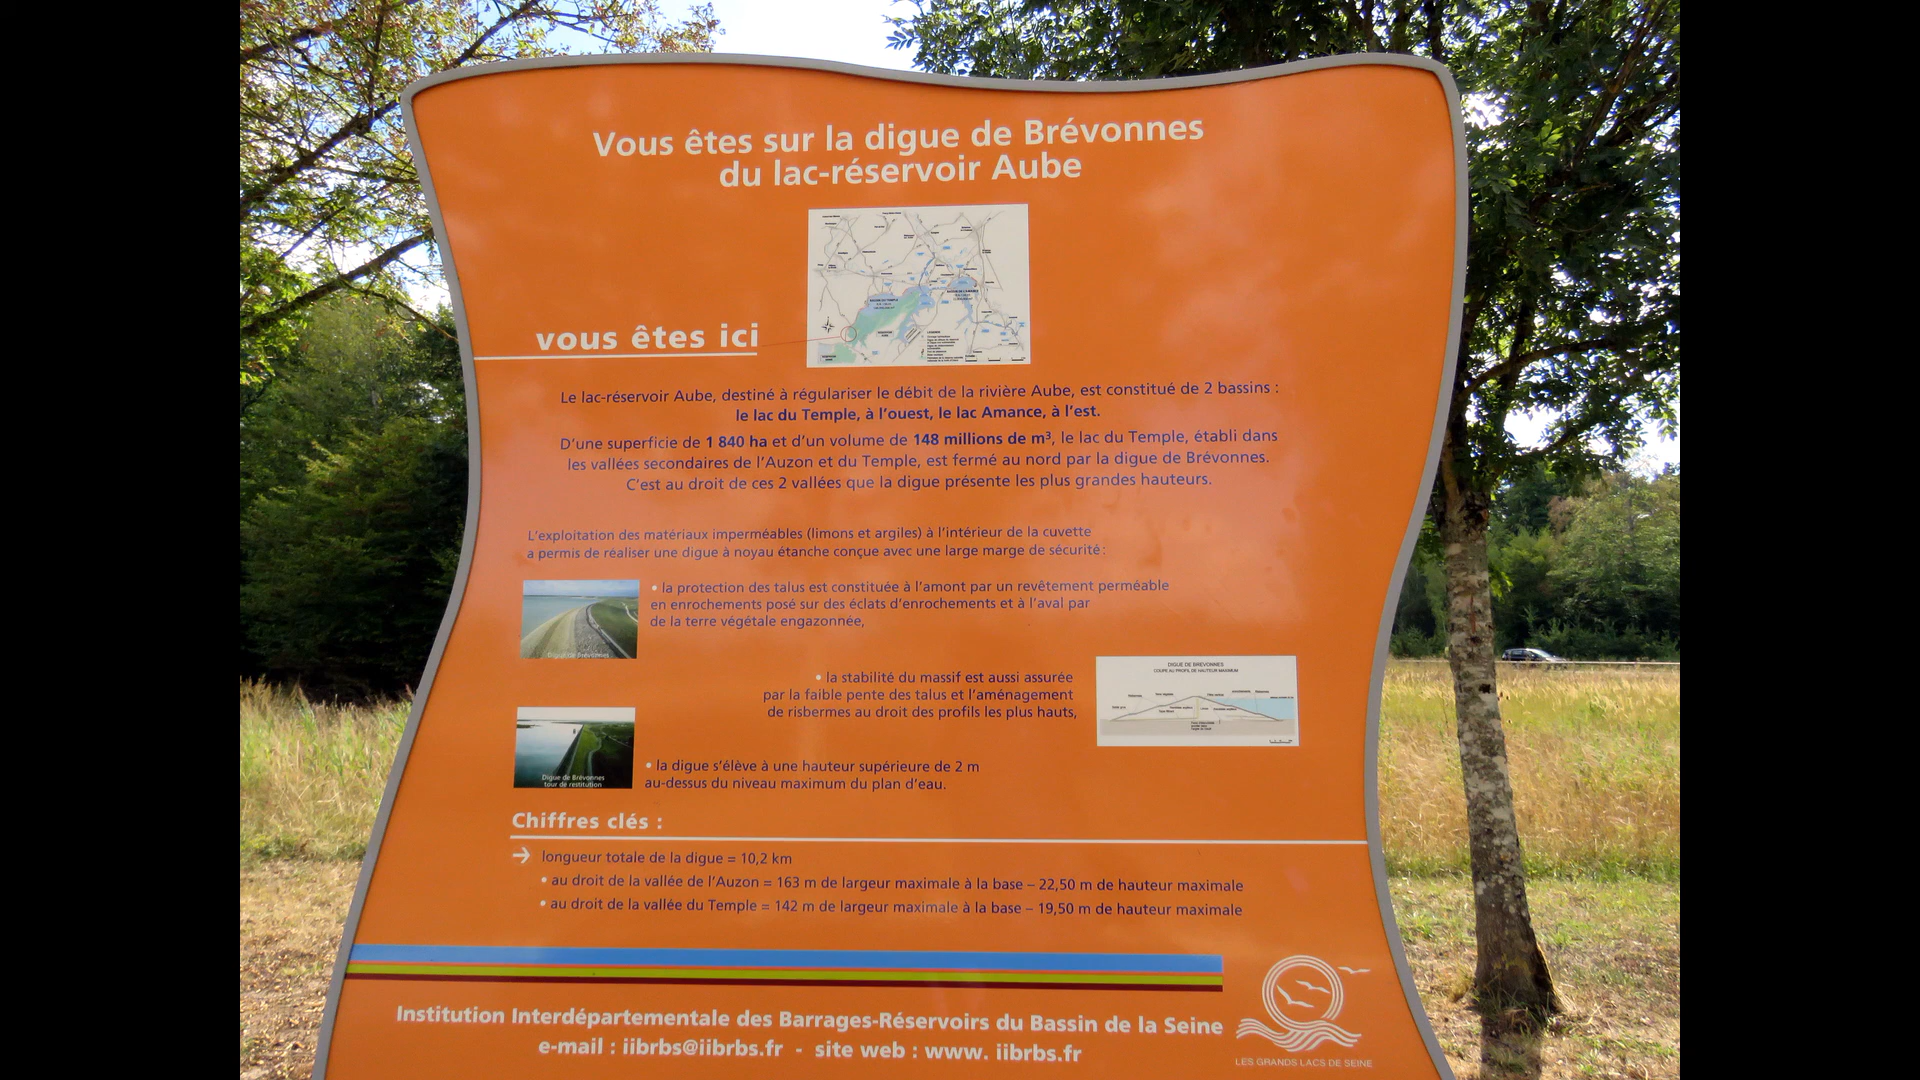 Vous êtes sur la digue de Brévonnes
du lac-réservoir Aube
vous êtes ici
Le lac-réservoir Aube, destiné à régulariser le débit de la rivière Aube, est constitué de 2 bassins :
le lac du Temple, à l'ouest, le lac Amance, à l'est.
D'une superficie de 1 840 ha et d'un volume de 148 millions de m³, le lac du Temple, établi dans
les vallées secondaires de l'Auzon et du Temple, est fermé au nord par la digue de Brévonnes.
C'est au droit de ces 2 vallées que la digue présente les plus grandes hauteurs.
L'exploitation des matériaux imperméables (limons et argiles) à l'intérieur de la cuvette
a permis de réaliser une digue à noyau étanche conçue avec une large marge de sécurité :
• la protection des talus est constituée à l'amont par un revêtement perméable
en enrochements posé sur des éclats d'enrochements et à l'aval par
de la terre végétale engazonnée,
Digue de Brévonnes
• la stabilité du massif est aussi assurée
par la faible pente des talus et l'aménagement
de risbermes au droit des profils les plus hauts,
DIGUE DE BREVONNES
COUPE AU PROFIL DE HAUTEUR MAXIMUM
Digue de Brévonnes
tour de restitution
• la digue s'élève à une hauteur supérieure de 2 m
au-dessus du niveau maximum du plan d'eau.
Chiffres clés :
→ longueur totale de la digue = 10,2 km
• au droit de la vallée de l'Auzon = 163 m de largeur maximale à la base – 22,50 m de hauteur maximale
• au droit de la vallée du Temple = 142 m de largeur maximale à la base – 19,50 m de hauteur maximale
Institution Interdépartementale des Barrages-Réservoirs du Bassin de la Seine
e-mail : iibrbs@iibrbs.fr - site web : www. iibrbs.fr
LES GRANDS LACS DE SEINE